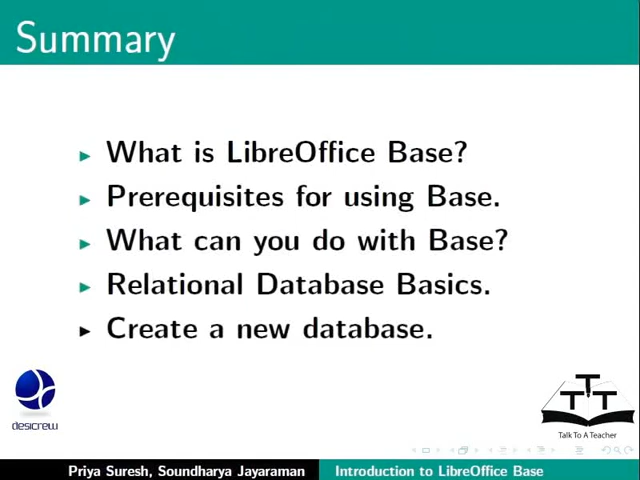 Summary
What is LibreOffice Base?
Prerequisites for using Base.
What can you do with Base?
Relational Database Basics.
Create a new database.
desicrew
T
T T
Talk To A Teacher
Priya Suresh, Soundharya Jayaraman
Introduction to LibreOffice Base